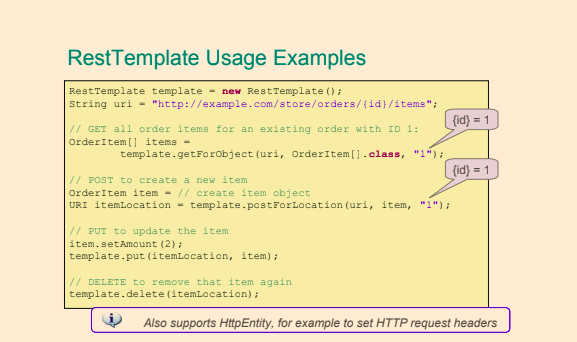 RestTemplate Usage Examples
RestTemplate template = new RestTemplate();
String uri = "http://example.com/store/orders/{id}/items";
{id} = 1
// GET all order items for an existing order with ID 1:
OrderItem[] items =
template.getForObject(uri, OrderItem[].class, "1");
{id} = 1
// POST to create a new item
OrderItem item = // create item object
URI itemLocation = template.postForLocation(uri, item, "1");
// PUT to update the item
item.setAmount(2);
template.put(itemLocation, item);
// DELETE to remove that item again
template.delete(itemLocation);
Also supports HttpEntity, for example to set HTTP request headers